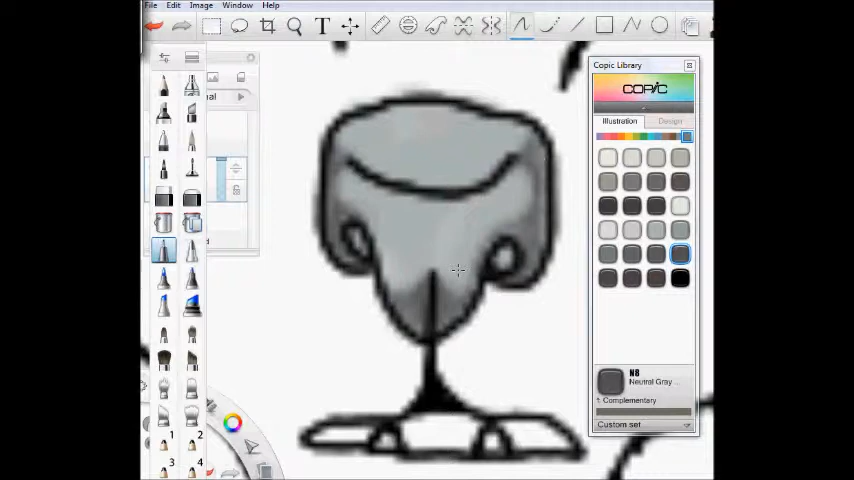 File Edit Image Window Help
T
nal
Copic Library
COPIC
Illustration Design
N8
Neutral Gray ...
*: Complementary
Custom set
1 2
3 4